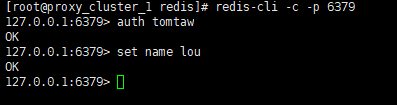 [root@proxy_cluster_1 redis]# redis-cli -c -p 6379
127.0.0.1:6379> auth tomtaw
OK
127.0.0.1:6379> set name lou
OK
127.0.0.1:6379>